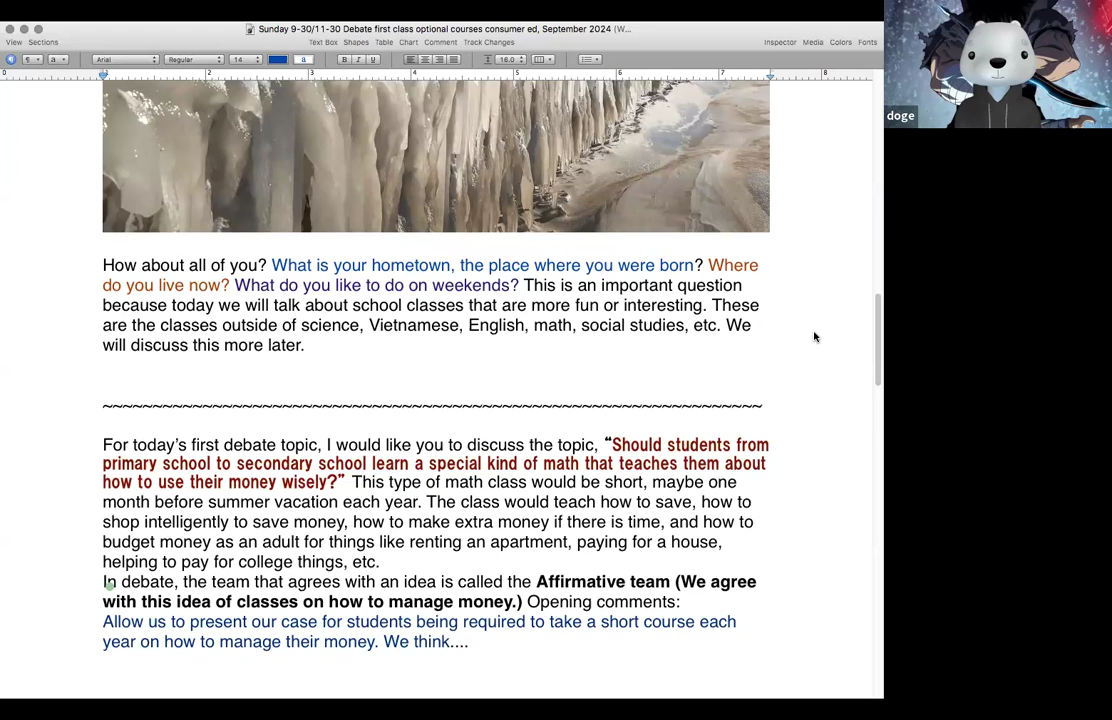 Sunday 9-30/11-30 Debate first class optional courses consumer ed, September 2024 (W...
View Sections Text Box Shapes Table Chart Comment Track Changes Inspector Media Colors Fonts
Arial Regular 14 a B I U 16.0
0 1 2 3 4 5 6 7 8
doge
How about all of you? What is your hometown, the place where you were born? Where
do you live now? What do you like to do on weekends? This is an important question
because today we will talk about school classes that are more fun or interesting. These
are the classes outside of science, Vietnamese, English, math, social studies, etc. We
will discuss this more later.
~~~~~~~~~~~~~~~~~~~~~~~~~~~~~~~~~~~~~~~~~~~~~~~~~~~~~~~~~~~~~~~~~~
For today's first debate topic, I would like you to discuss the topic, “Should students from
primary school to secondary school learn a special kind of math that teaches them about
how to use their money wisely?” This type of math class would be short, maybe one
month before summer vacation each year. The class would teach how to save, how to
shop intelligently to save money, how to make extra money if there is time, and how to
budget money as an adult for things like renting an apartment, paying for a house,
helping to pay for college things, etc.
In debate, the team that agrees with an idea is called the Affirmative team (We agree
with this idea of classes on how to manage money.) Opening comments:
Allow us to present our case for students being required to take a short course each
year on how to manage their money. We think....